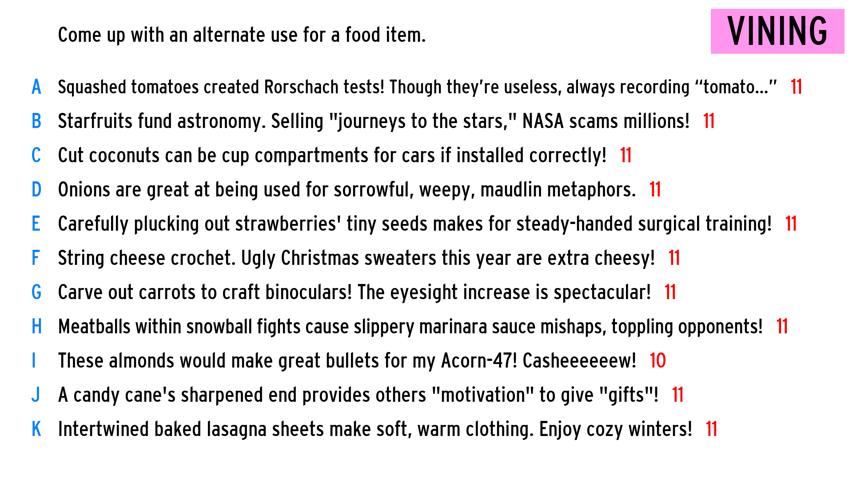 Come up with an alternate use for a food item.
VINING
A Squashed tomatoes created Rorschach tests! Though they're useless, always recording “tomato...” 11
B Starfruits fund astronomy. Selling "journeys to the stars," NASA scams millions! 11
C Cut coconuts can be cup compartments for cars if installed correctly! 11
D Onions are great at being used for sorrowful, weepy, maudlin metaphors. 11
E Carefully plucking out strawberries' tiny seeds makes for steady-handed surgical training! 11
F String cheese crochet. Ugly Christmas sweaters this year are extra cheesy! 11
G Carve out carrots to craft binoculars! The eyesight increase is spectacular! 11
H Meatballs within snowball fights cause slippery marinara sauce mishaps, toppling opponents! 11
I These almonds would make great bullets for my Acorn-47! Casheeeeeew! 10
J A candy cane's sharpened end provides others "motivation" to give "gifts"! 11
K Intertwined baked lasagna sheets make soft, warm clothing. Enjoy cozy winters! 11